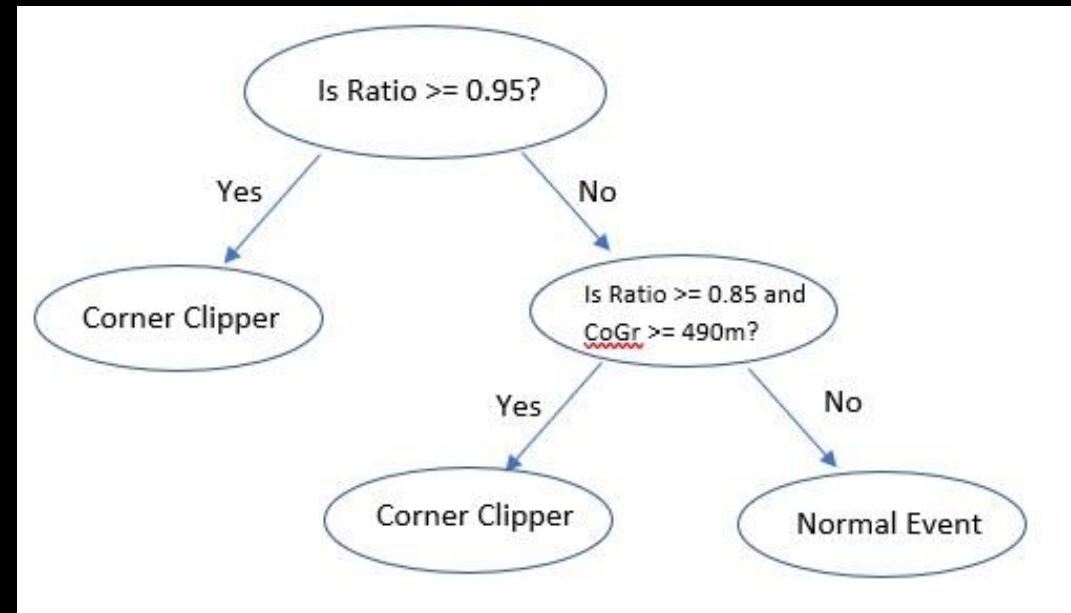 Is Ratio >= 0.95?
Yes
No
Corner Clipper
Is Ratio >= 0.85 and
CoGr >= 490m?
Yes
No
Corner Clipper
Normal Event